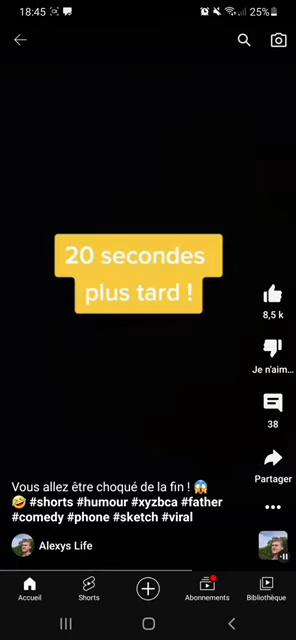 18:45
25%
20 secondes
plus tard !
8,5 k
Je n'aim...
38
Partager
Vous allez être choqué de la fin ! 😱
🤣 #shorts #humour #xyzbca #father
#comedy #phone #sketch #viral
Alexys Life
Accueil
Shorts
Abonnements
Bibliothèque